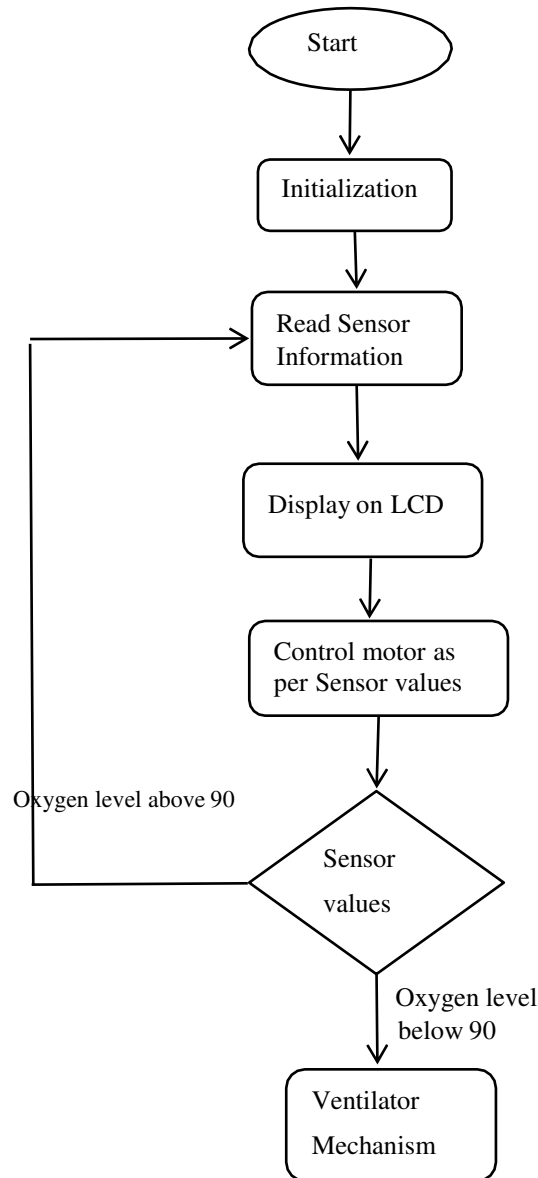 Start
Initialization
Read Sensor
Information
Display on LCD
Control motor as
per Sensor values
Oxygen level above 90
Sensor
values
Oxygen level
below 90
Ventilator
Mechanism